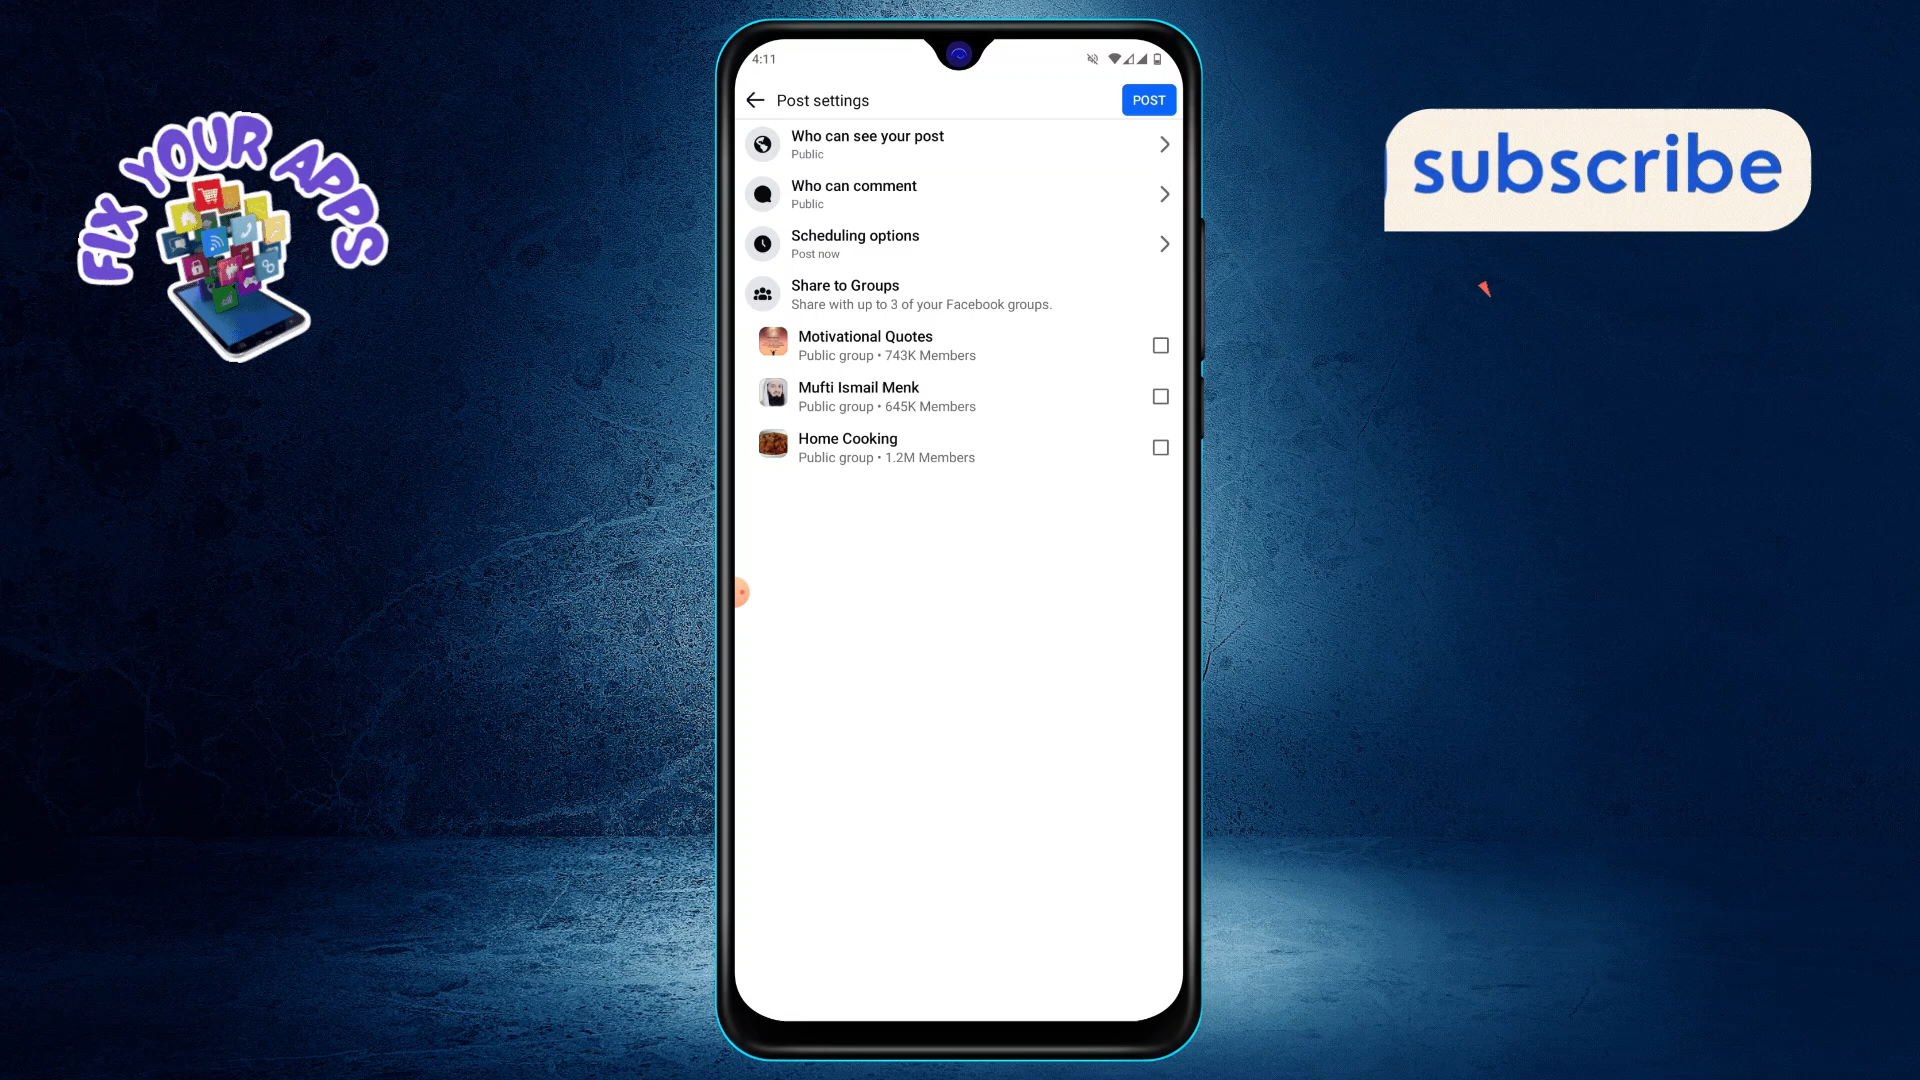 FIX YOUR APPS
4:11
Post settings
POST
Who can see your post
Public
Who can comment
Public
Scheduling options
Post now
Share to Groups
Share with up to 3 of your Facebook groups.
Motivational Quotes
Public group • 743K Members
Mufti Ismail Menk
Public group • 645K Members
Home Cooking
Public group • 1.2M Members
subscribe